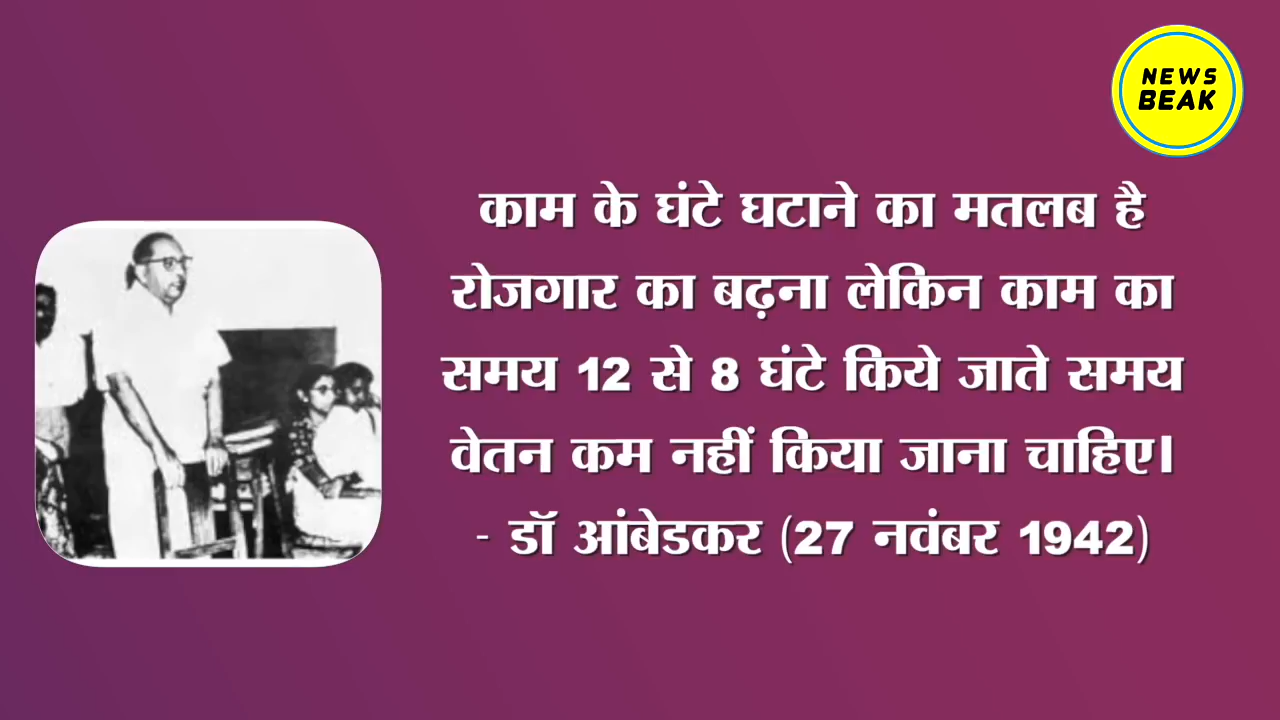 NEWS
BEAK
काम के घंटे घटाने का मतलब है
रोजगार का बढ़ना लेकिन काम का
समय 12 से 8 घंटे किये जाते समय
वेतन कम नहीं किया जाना चाहिए।
- डॉ आंबेडकर (27 नवंबर 1942)